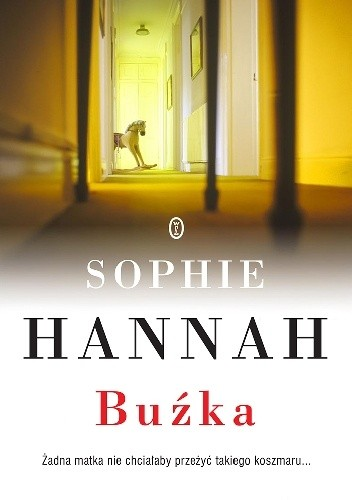 SOPHIE
HANNAH
Buźka
Żadna matka nie chciałaby przeżyć takiego koszmaru...